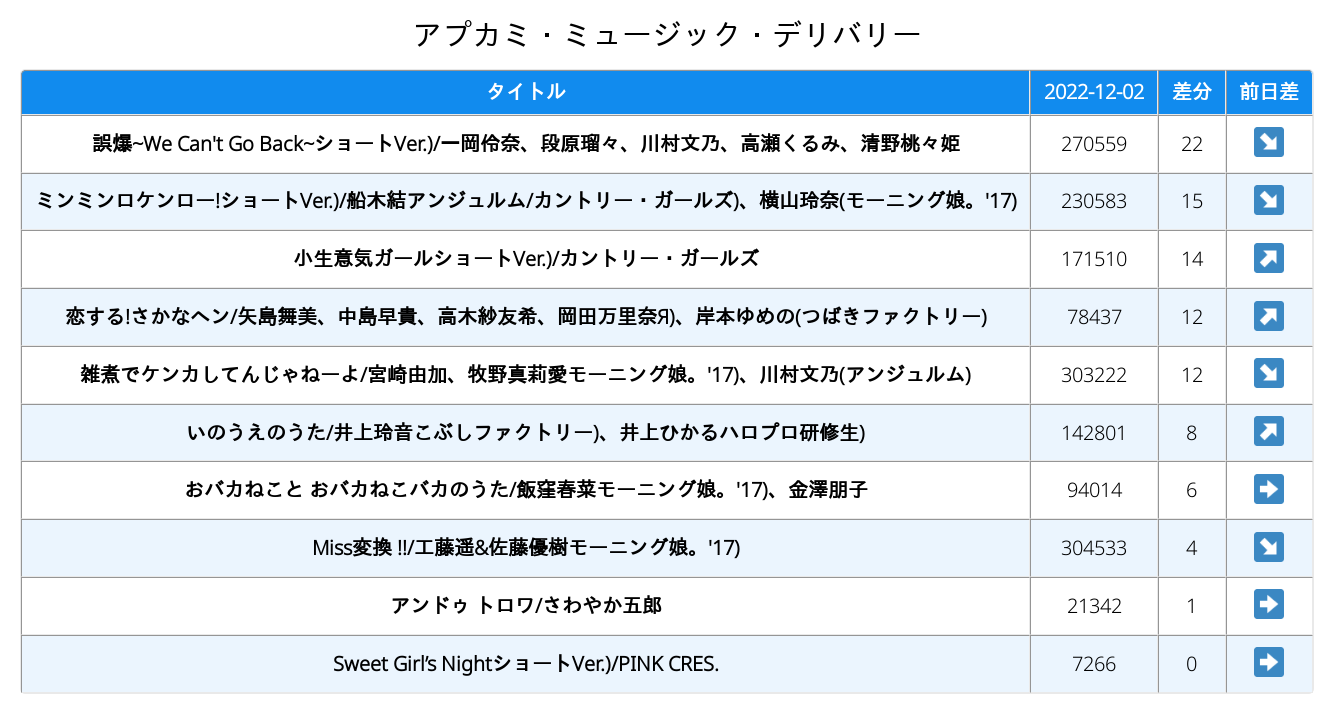 アプカミ・ミュージック・デリバリー
タイトル 2022-12-02 差分 前日差
誤爆~We Can't Go Back~ショートVer.)/一岡伶奈、段原瑠々、川村文乃、高瀬くるみ、清野桃々姫 270559 22
ミンミンロケンロー!ショートVer.)/船木結アンジュルム/カントリー・ガールズ)、横山玲奈(モーニング娘。'17) 230583 15
小生意気ガールショートVer.)/カントリー・ガールズ 171510 14
恋する!さかなヘン/矢島舞美、中島早貴、高木紗友希、岡田万里奈Я)、岸本ゆめの(つばきファクトリー) 78437 12
雑煮でケンカしてんじゃねーよ/宮崎由加、牧野真莉愛モーニング娘。'17)、川村文乃(アンジュルム) 303222 12
いのうえのうた/井上玲音こぶしファクトリー)、井上ひかるハロプロ研修生) 142801 8
おバカねこと おバカねこバカのうた/飯窪春菜モーニング娘。'17)、金澤朋子 94014 6
Miss変換 !!/工藤遥&佐藤優樹モーニング娘。'17) 304533 4
アンドゥ トロワ/さわやか五郎 21342 1
Sweet Girl’s NightショートVer.)/PINK CRES. 7266 0